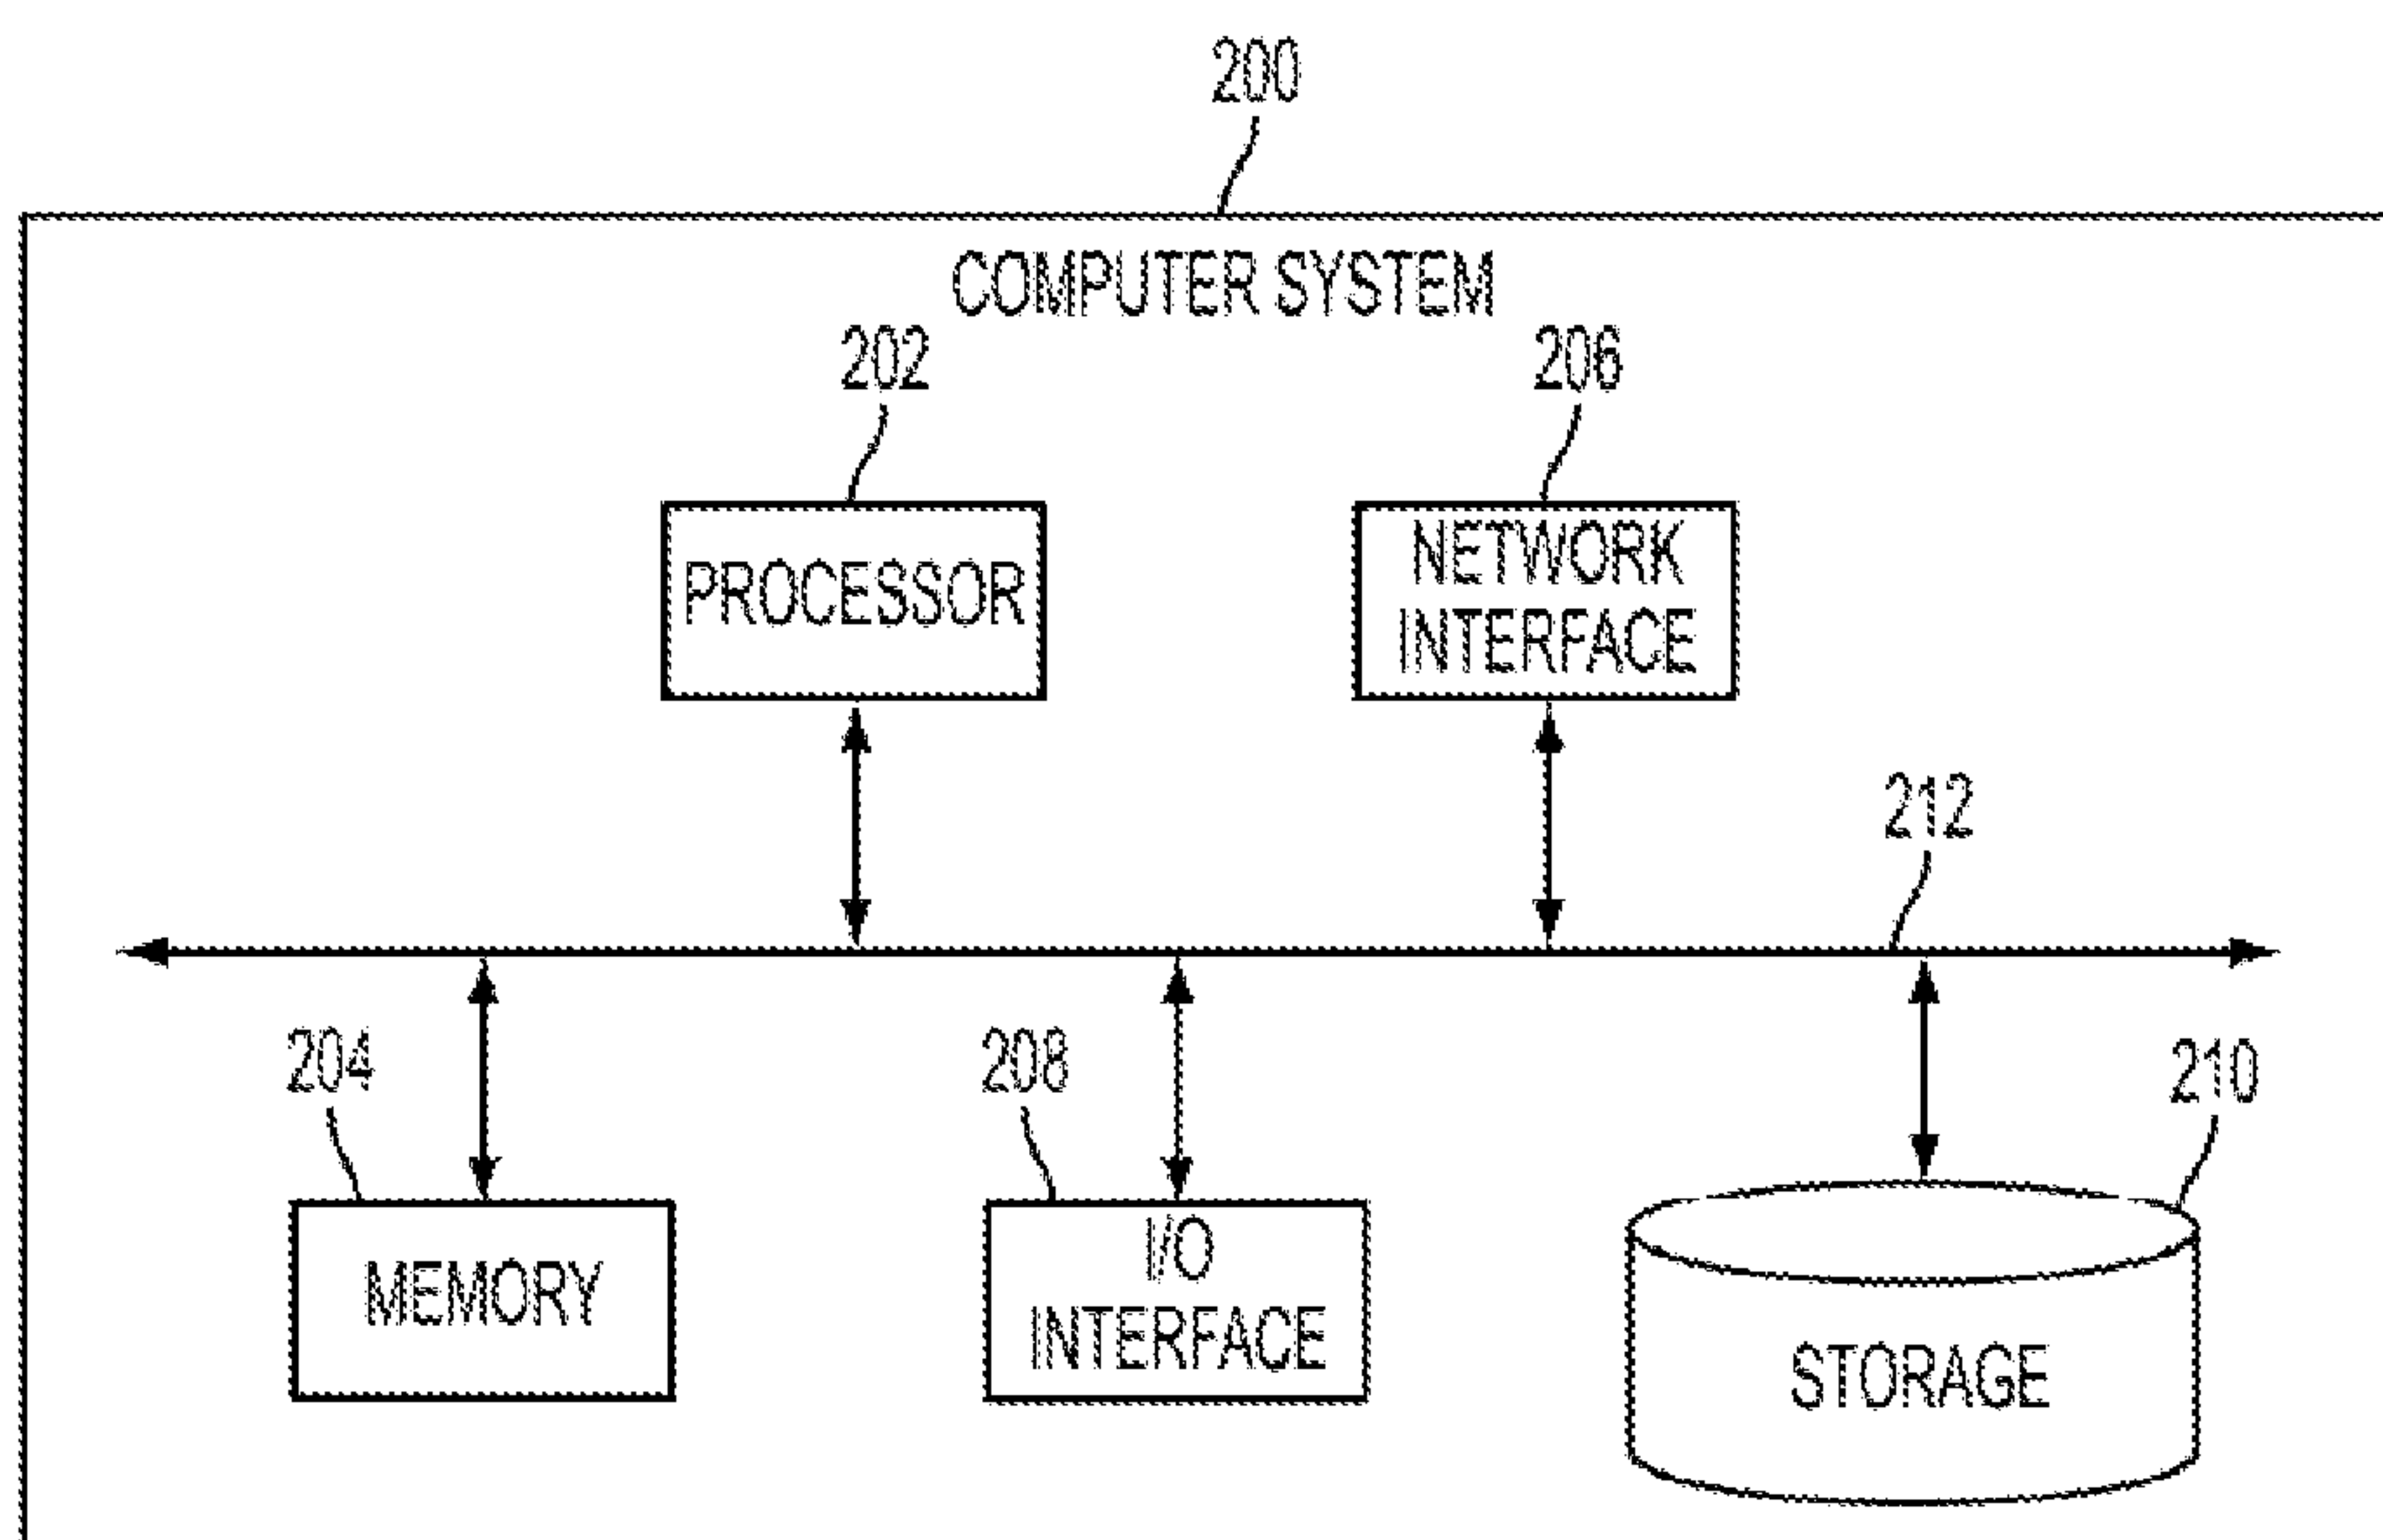 200
COMPUTER SYSTEM
202
206
PROCESSOR
NETWORK
INTERFACE
212
204
208
210
MEMORY
I/O
INTERFACE
STORAGE